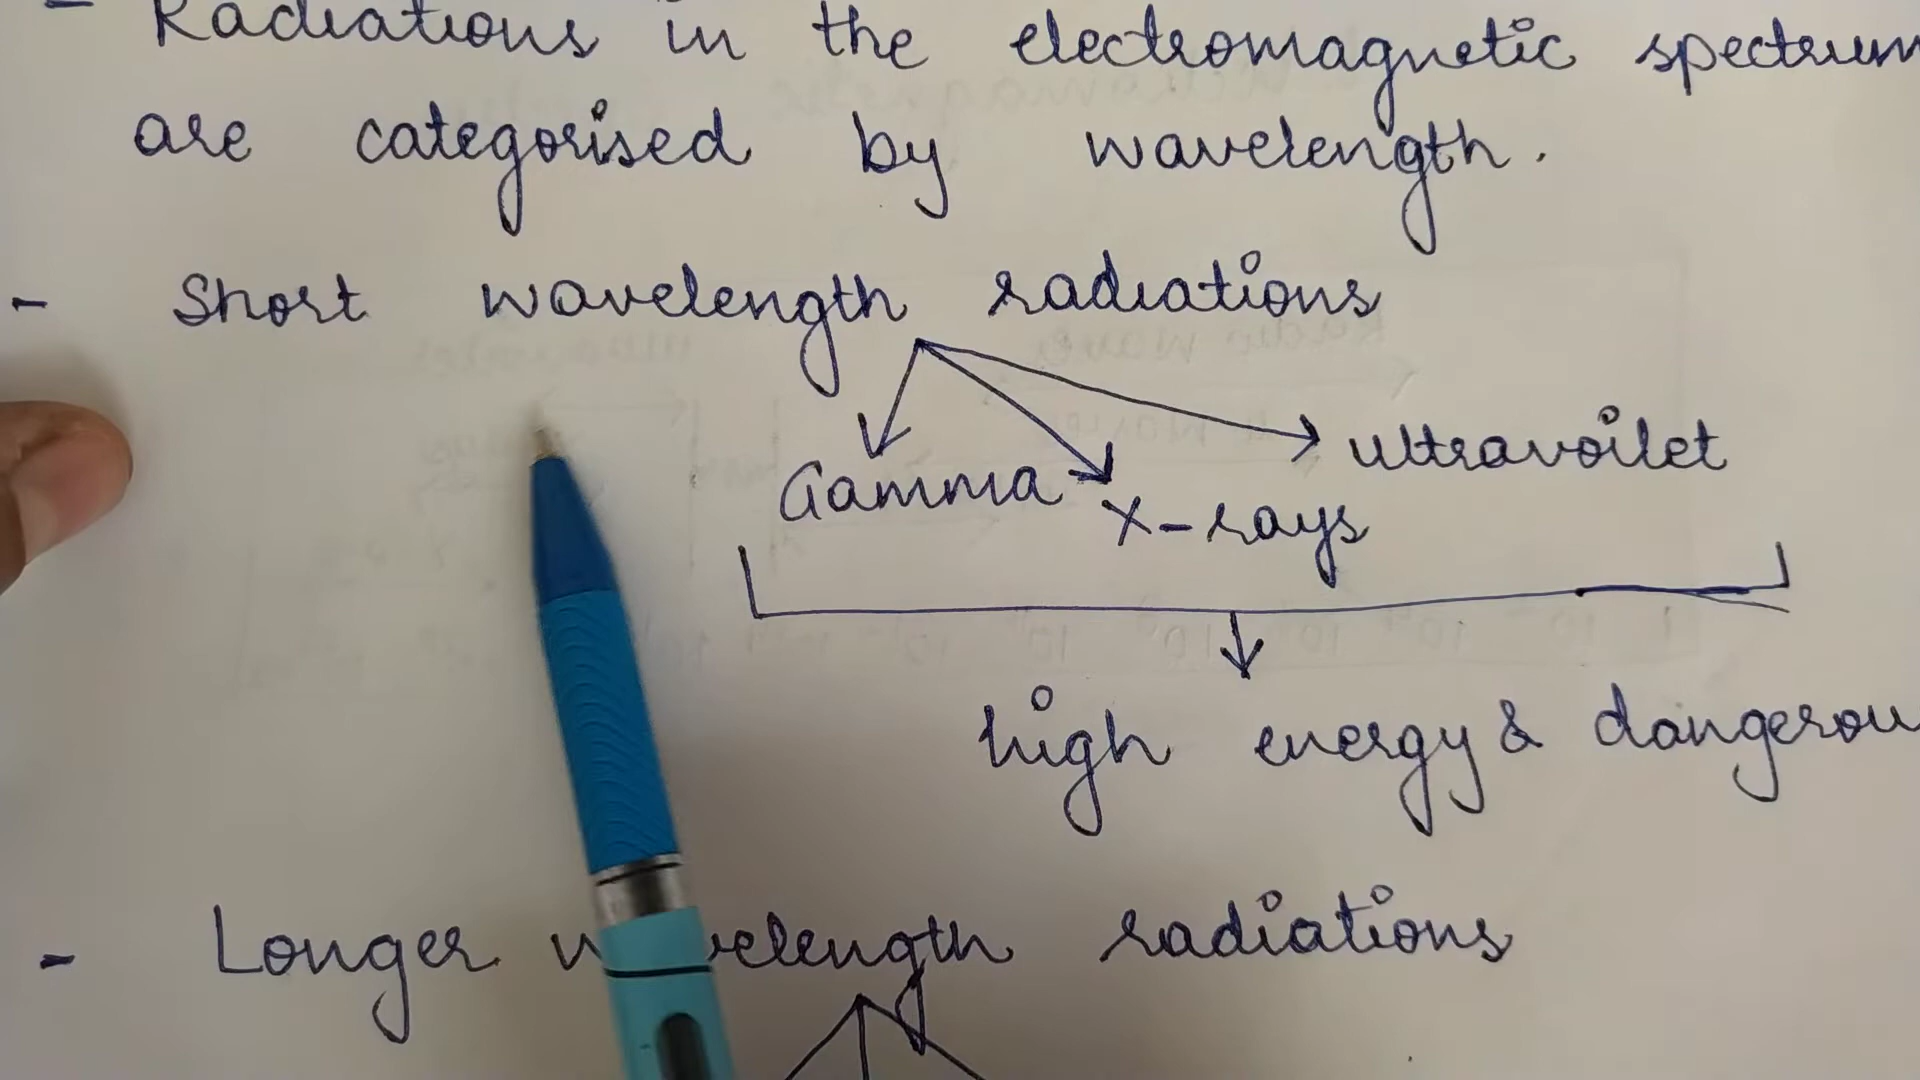 - Radiations in the electromagnetic spectrum
are categorised by wavelength.
- Short wavelength radiations
ultravoilet
Gamma
X-rays
high energy & dangerou
- Longer wavelength radiations